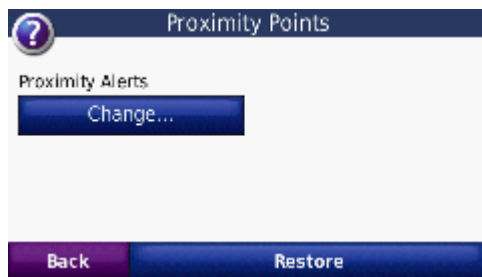 ?
Proximity Points
Proximity Alerts
Change...
Back
Restore